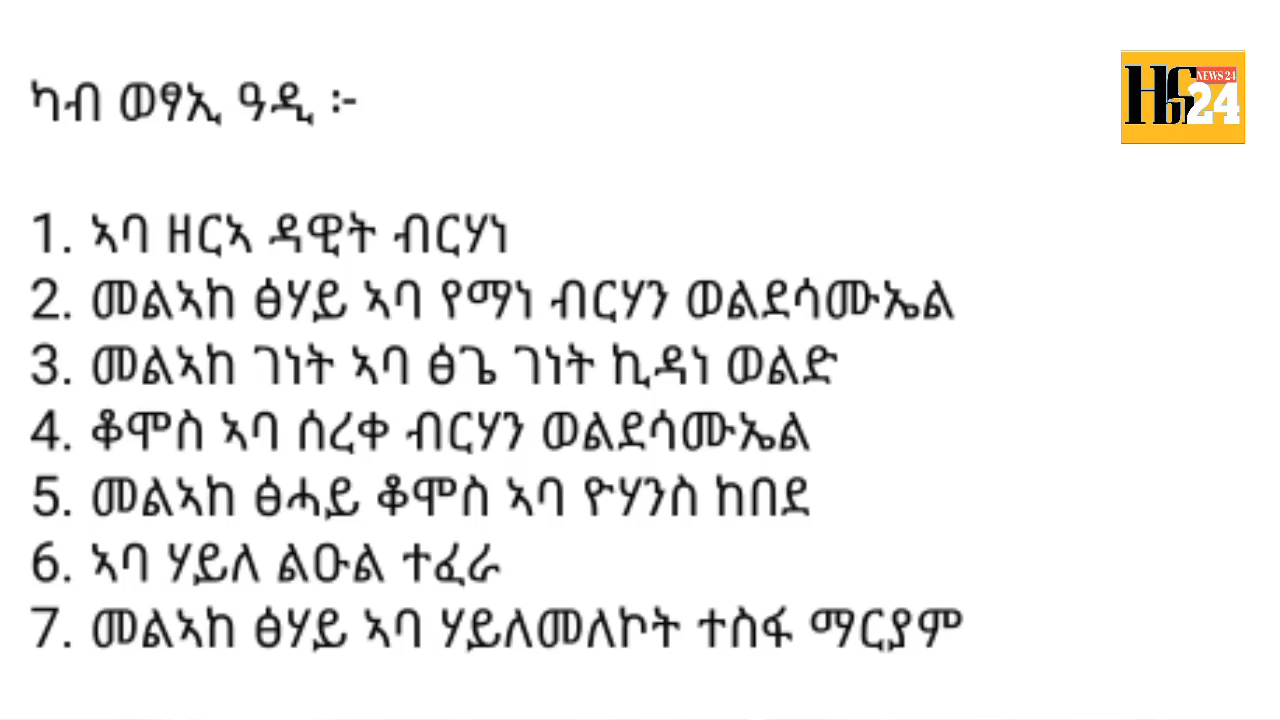 ካብ ወፃኢ ዓዲ ፦
HG24
NEWS 24
1. ኣባ ዘርኣ ዳዊት ብርሃነ
2. መልኣከ ፅሃይ ኣባ የማነ ብርሃን ወልደሳሙኤል
3. መልኣከ ገነት ኣባ ፅጌ ገነት ኪዳነ ወልድ
4. ቆሞስ ኣባ ሰረቀ ብርሃን ወልደሳሙኤል
5. መልኣከ ፅሓይ ቆሞስ ኣባ ዮሃንስ ከበደ
6. ኣባ ሃይለ ልዑል ተፈራ
7. መልኣከ ፅሃይ ኣባ ሃይለመለኮት ተስፋ ማርያም